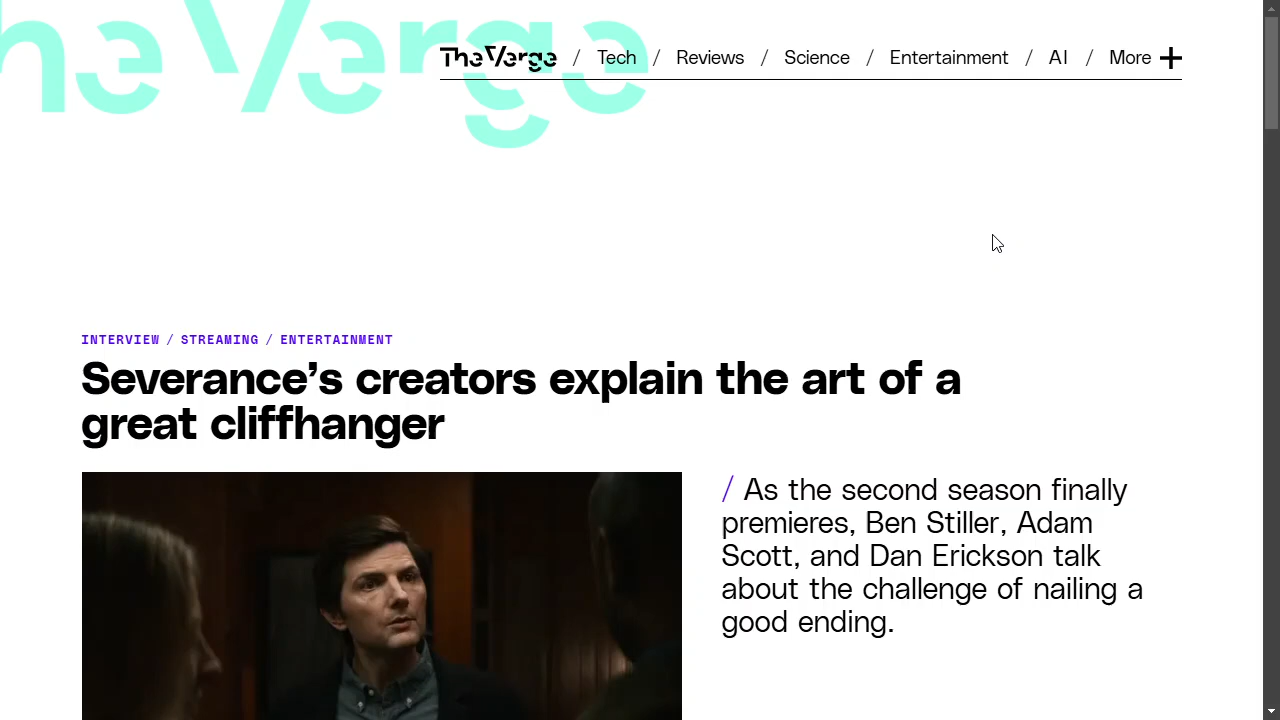 he Verge
The Verge / Tech / Reviews / Science / Entertainment / AI / More
INTERVIEW / STREAMING / ENTERTAINMENT
Severance’s creators explain the art of a
great cliffhanger
/ As the second season finally
premieres, Ben Stiller, Adam
Scott, and Dan Erickson talk
about the challenge of nailing a
good ending.